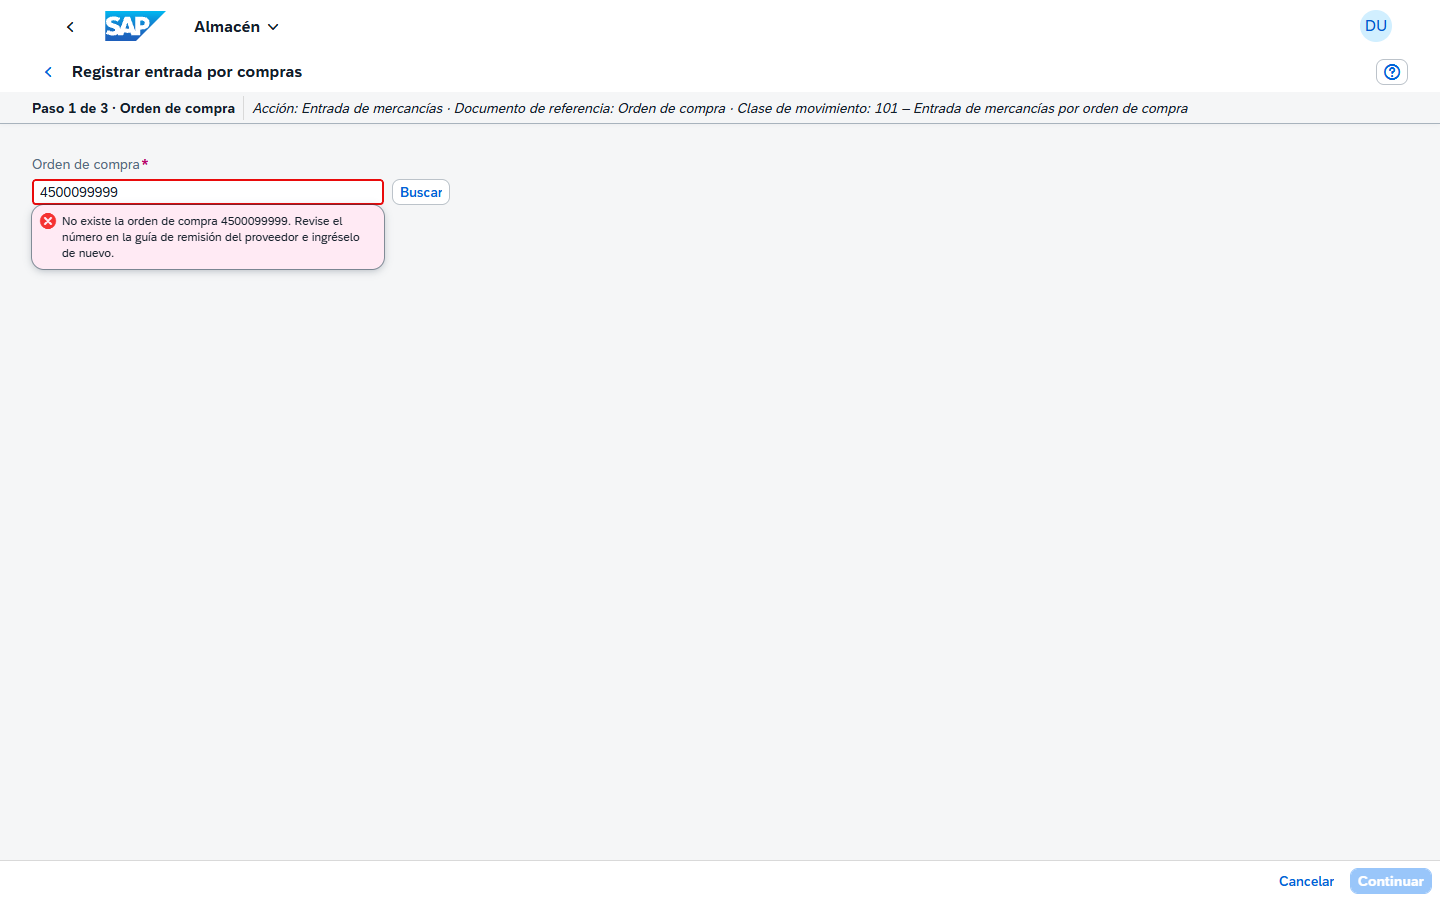 SAP Almacén DU
Registrar entrada por compras
Paso 1 de 3 · Orden de compra Acción: Entrada de mercancías · Documento de referencia: Orden de compra · Clase de movimiento: 101 – Entrada de mercancías por orden de compra
Orden de compra*
4500099999 Buscar
No existe la orden de compra 4500099999. Revise el
número en la guía de remisión del proveedor e ingréselo
de nuevo.
Cancelar Continuar